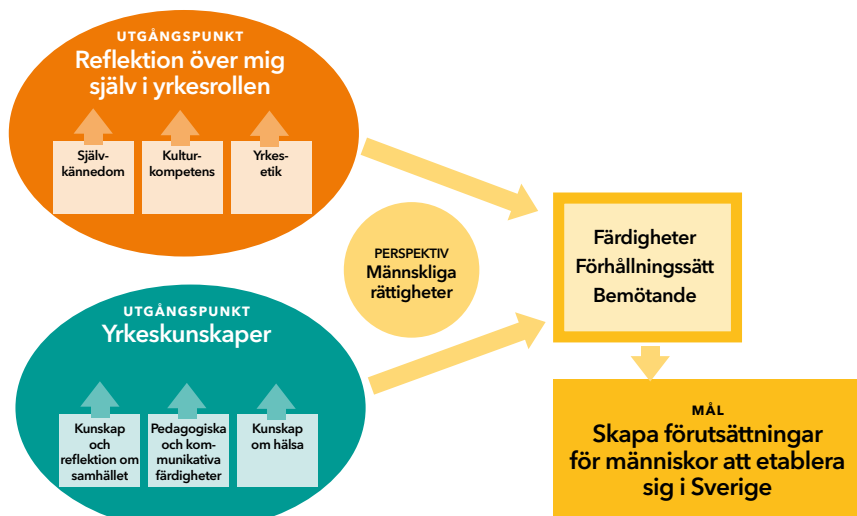 UTGÅNGSPUNKT
Reflektion över mig
själv i yrkesrollen
Själv-
kännedom
Kultur-
kompetens
Yrkes-
etik
PERSPEKTIV
Männskliga
rättigheter
Färdigheter
Förhållningssätt
Bemötande
UTGÅNGSPUNKT
Yrkeskunskaper
Kunskap
och
reflektion om
samhället
Pedagogiska
och kom-
munikativa
färdigheter
Kunskap
om hälsa
MÅL
Skapa förutsättningar
för människor att etablera
sig i Sverige